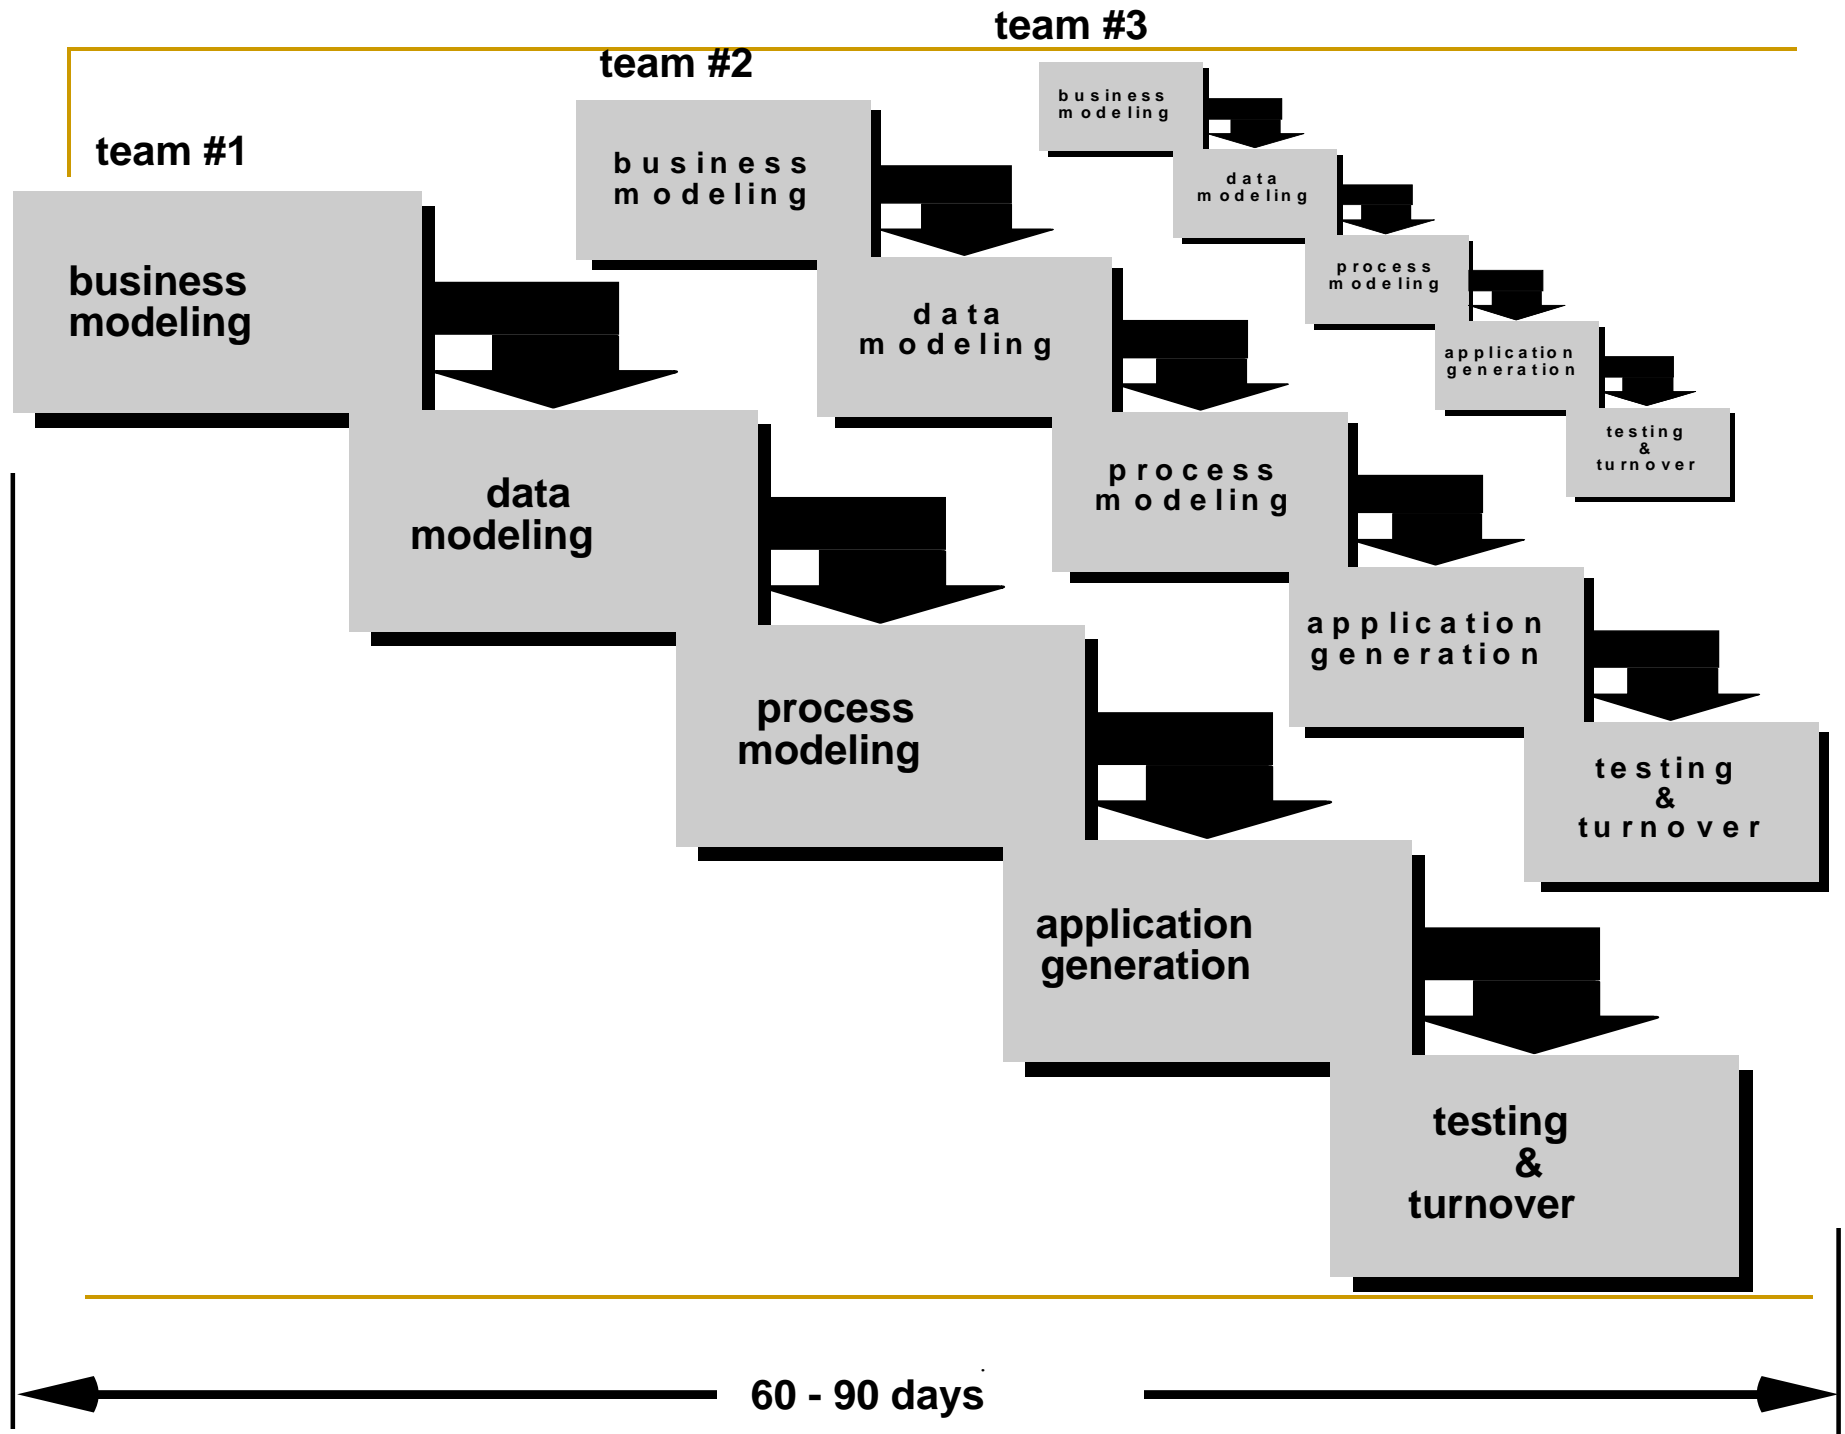 team #3
business
modeling
data
modeling
process
modeling
application
generation
testing
&
turnover
team #2
business
modeling
data
modeling
process
modeling
application
generation
testing
&
turnover
team #1
business
modeling
data
modeling
process
modeling
application
generation
testing
&
turnover
60 - 90 days